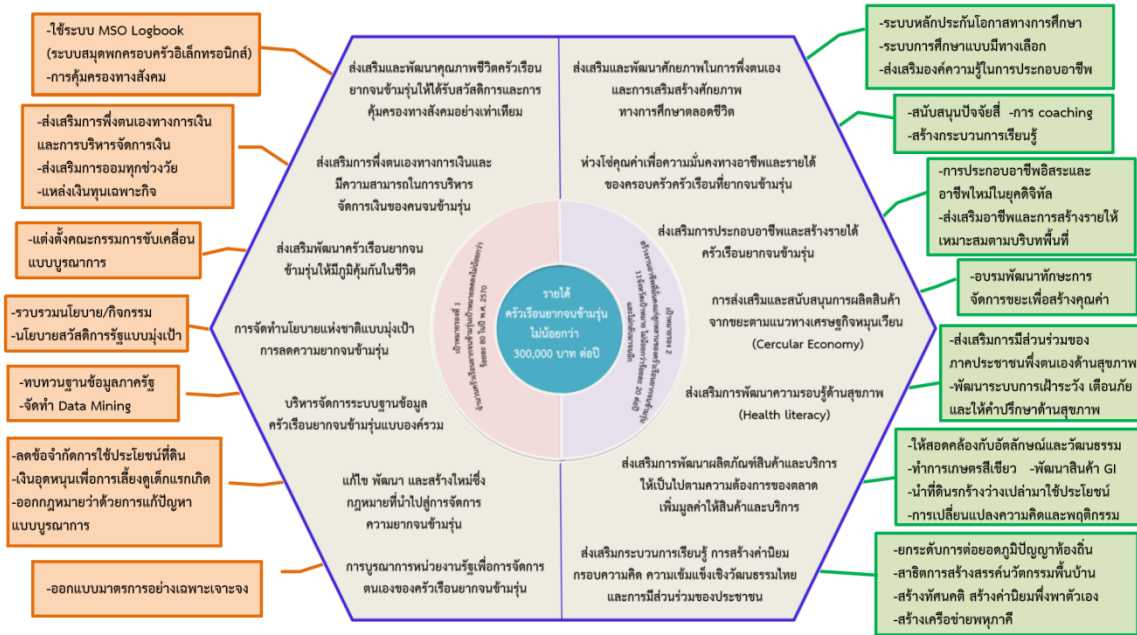 -ใช้ระบบ MSO Logbook
(ระบบสมุดพกครอบครัวอิเล็กทรอนิกส์)
-การคุ้มครองทางสังคม
-ส่งเสริมการพึ่งตนเองทางการเงิน
และการบริหารจัดการเงิน
-ส่งเสริมการออมทุกช่วงวัย
-แหล่งเงินทุนเฉพาะกิจ
-แต่งตั้งคณะกรรมการขับเคลื่อน
แบบบูรณาการ
-รวบรวมนโยบาย/กิจกรรม
-นโยบายสวัสดิการรัฐแบบมุ่งเป้า
-ทบทวนฐานข้อมูลภาครัฐ
-จัดทำ Data Mining
-ลดข้อจำกัดการใช้ประโยชน์ที่ดิน
-เงินอุดหนุนเพื่อการเลี้ยงดูเด็กแรกเกิด
-ออกกฎหมายว่าด้วยการแก้ปัญหา
แบบบูรณาการ
-ออกแบบมาตรการอย่างเฉพาะเจาะจง
ส่งเสริมและพัฒนาคุณภาพชีวิตครัวเรือน
ยากจนข้ามรุ่นให้ได้รับสวัสดิการและการ
คุ้มครองทางสังคมอย่างเท่าเทียม
ส่งเสริมการพึ่งตนเองทางการเงินและ
มีความสามารถในการบริหาร
จัดการเงินของคนจนข้ามรุ่น
ส่งเสริมพัฒนาครัวเรือนยากจน
ข้ามรุ่นให้มีภูมิคุ้มกันในชีวิต
การจัดทำนโยบายแห่งชาติแบบมุ่งเป้า
การลดความยากจนข้ามรุ่น
บริหารจัดการระบบฐานข้อมูล
ครัวเรือนยากจนข้ามรุ่นแบบองค์รวม
แก้ไข พัฒนา และสร้างใหม่ซึ่ง
กฎหมายที่นำไปสู่การจัดการ
ความยากจนข้ามรุ่น
การบูรณาการหน่วยงานรัฐเพื่อการจัดการ
ตนเองของครัวเรือนยากจนข้ามรุ่น
เป้าหมายรองที่ 1
จำนวนครัวเรือนยากจนข้ามรุ่นเป้าหมายลดลงไม่น้อยกว่า
ร้อยละ 80 ในปี พ.ศ. 2570
รายได้
ครัวเรือนยากจนข้ามรุ่น
ไม่น้อยกว่า
300,000 บาท ต่อปี
เป้าหมายรอง 2
ส่งเสริมและพัฒนาศักยภาพในการพึ่งตนเอง
และการเสริมสร้างศักยภาพ
ทางการศึกษาตลอดชีวิต
ห่วงโซ่คุณค่าเพื่อความมั่นคงทางอาชีพและรายได้
ของครอบครัวครัวเรือนที่ยากจนข้ามรุ่น
ส่งเสริมการประกอบอาชีพและสร้างรายได้
ครัวเรือนยากจนข้ามรุ่น
การส่งเสริมและสนับสนุนการผลิตสินค้า
จากขยะตามแนวทางเศรษฐกิจหมุนเวียน
(Cercular Economy)
ส่งเสริมการพัฒนาความรอบรู้ด้านสุขภาพ
(Health literacy)
ส่งเสริมการพัฒนาผลิตภัณฑ์สินค้าและบริการ
ให้เป็นไปตามความต้องการของตลาด
เพิ่มมูลค่าให้สินค้าและบริการ
ส่งเสริมกระบวนการเรียนรู้ การสร้างค่านิยม
กรอบความคิด ความเข้มแข็งเชิงวัฒนธรรมไทย
และการมีส่วนร่วมของประชาชน
-ระบบหลักประกันโอกาสทางการศึกษา
-ระบบการศึกษาแบบมีทางเลือก
-ส่งเสริมองค์ความรู้ในการประกอบอาชีพ
-สนับสนุนปัจจัยสี่ -การ coaching
-สร้างกระบวนการเรียนรู้
-การประกอบอาชีพอิสระและ
อาชีพใหม่ในยุคดิจิทัล
-ส่งเสริมอาชีพและการสร้างรายให้
เหมาะสมตามบริบทพื้นที่
-อบรมพัฒนาทักษะการ
จัดการขยะเพื่อสร้างคุณค่า
-ส่งเสริมการมีส่วนร่วมของ
ภาคประชาชนพึ่งตนเองด้านสุขภาพ
-พัฒนาระบบการเฝ้าระวัง เตือนภัย
และให้คำปรึกษาด้านสุขภาพ
-ให้สอดคล้องกับอัตลักษณ์และวัฒนธรรม
-ทำการเกษตรสีเขียว -พัฒนาสินค้า GI
-นำที่ดินรกร้างว่างเปล่ามาใช้ประโยชน์
-การเปลี่ยนแปลงความคิดและพฤติกรรม
-ยกระดับการต่อยอดภูมิปัญญาท้องถิ่น
-สาธิตการสร้างสรรค์นวัตกรรมพื้นบ้าน
-สร้างทัศนคติ สร้างค่านิยมพึ่งพาตัวเอง
-สร้างเครือข่ายพหุภาคี